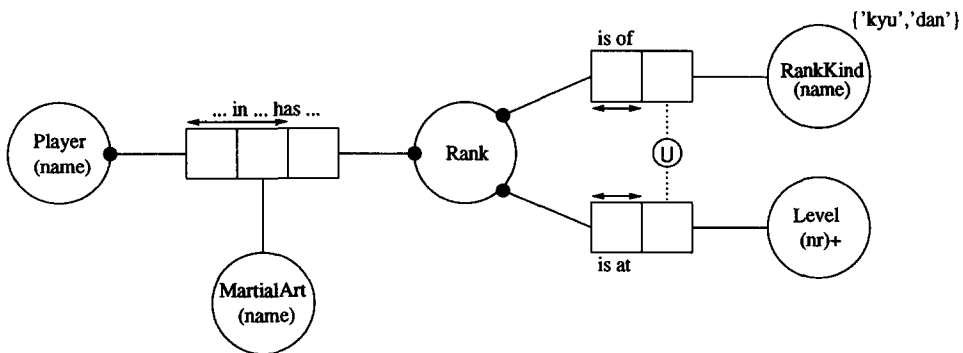 {'kyu','dan'}
is of
RankKind
(name)
... in ... has ...
Player
(name)
Rank
U
Level
(nr)+
is at
MartialArt
(name)